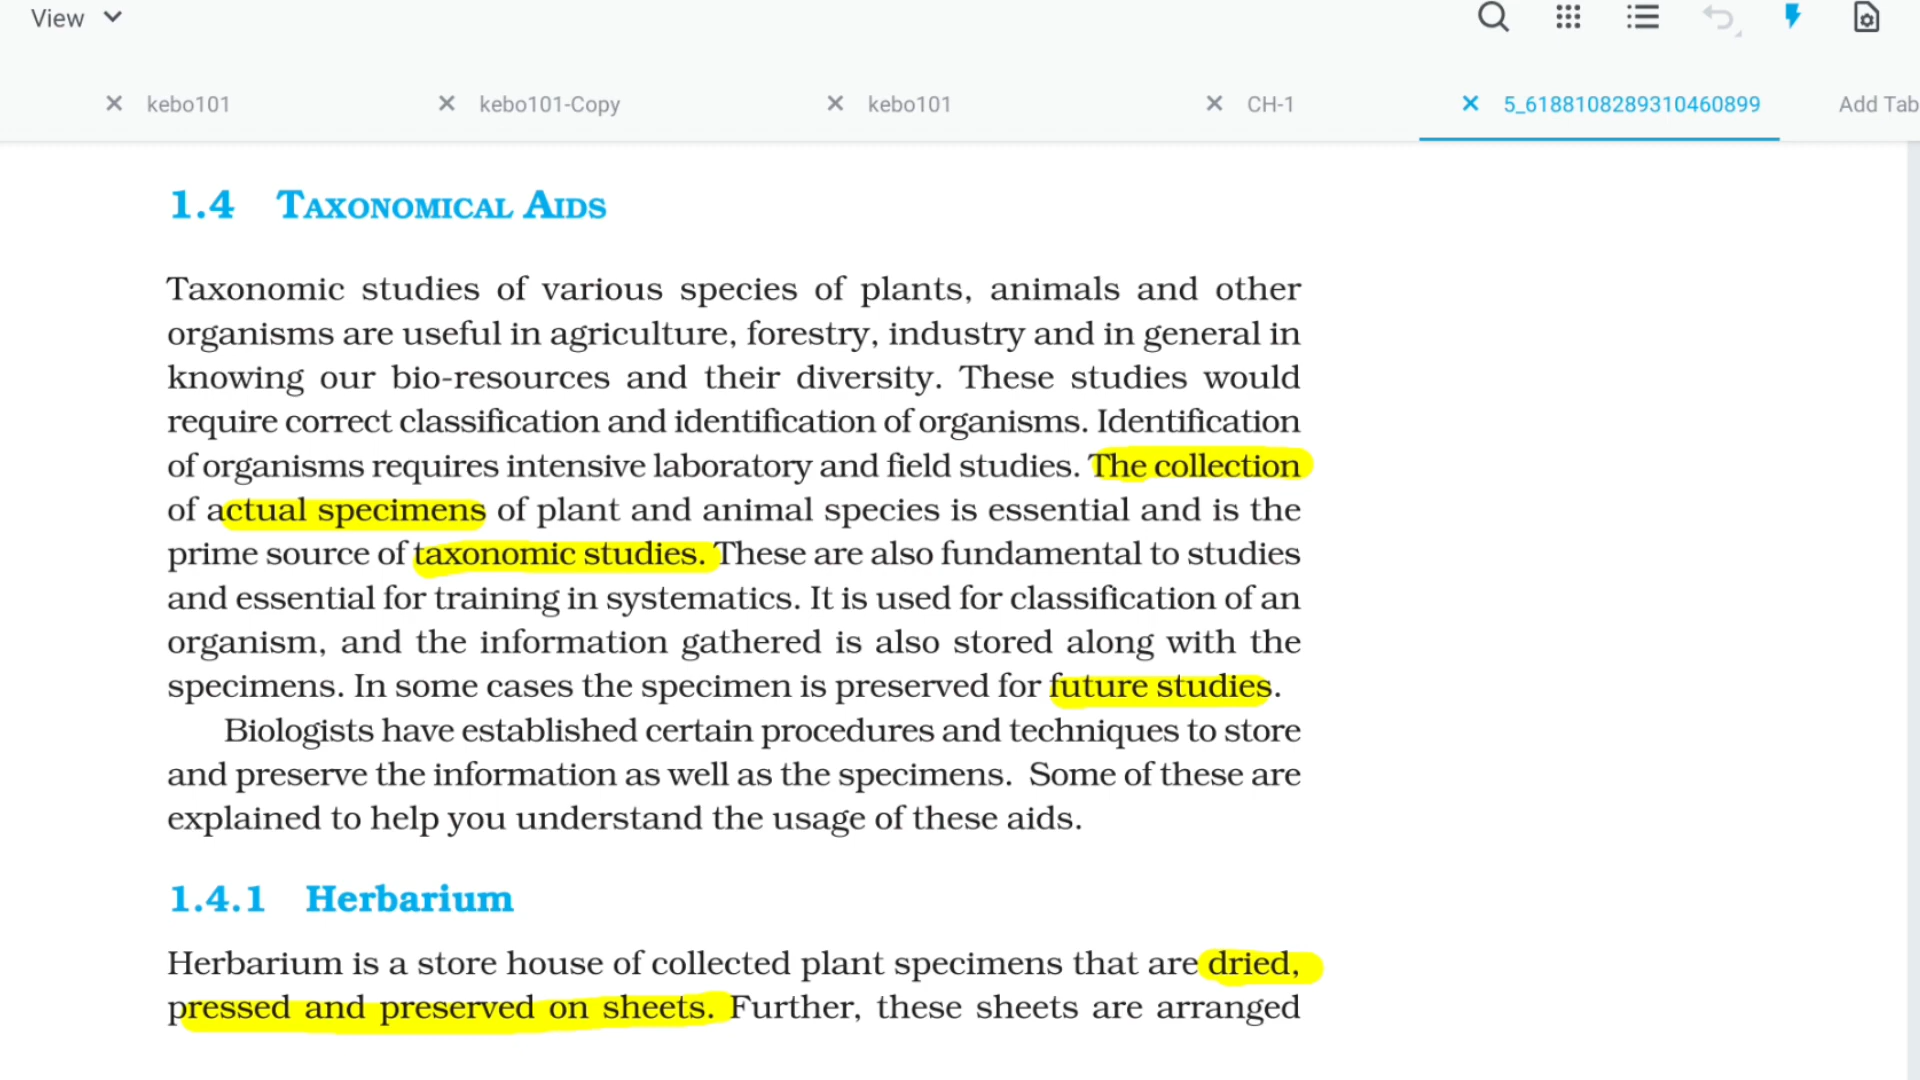 View
kebo101
kebo101-Copy
kebo101
CH-1
5_6188108289310460899
Add Tab
1.4 TAXONOMICAL AIDS
Taxonomic studies of various species of plants, animals and other
organisms are useful in agriculture, forestry, industry and in general in
knowing our bio-resources and their diversity. These studies would
require correct classification and identification of organisms. Identification
of organisms requires intensive laboratory and field studies. The collection
of actual specimens of plant and animal species is essential and is the
prime source of taxonomic studies. These are also fundamental to studies
and essential for training in systematics. It is used for classification of an
organism, and the information gathered is also stored along with the
specimens. In some cases the specimen is preserved for future studies.
Biologists have established certain procedures and techniques to store
and preserve the information as well as the specimens. Some of these are
explained to help you understand the usage of these aids.
1.4.1 Herbarium
Herbarium is a store house of collected plant specimens that are dried,
pressed and preserved on sheets. Further, these sheets are arranged